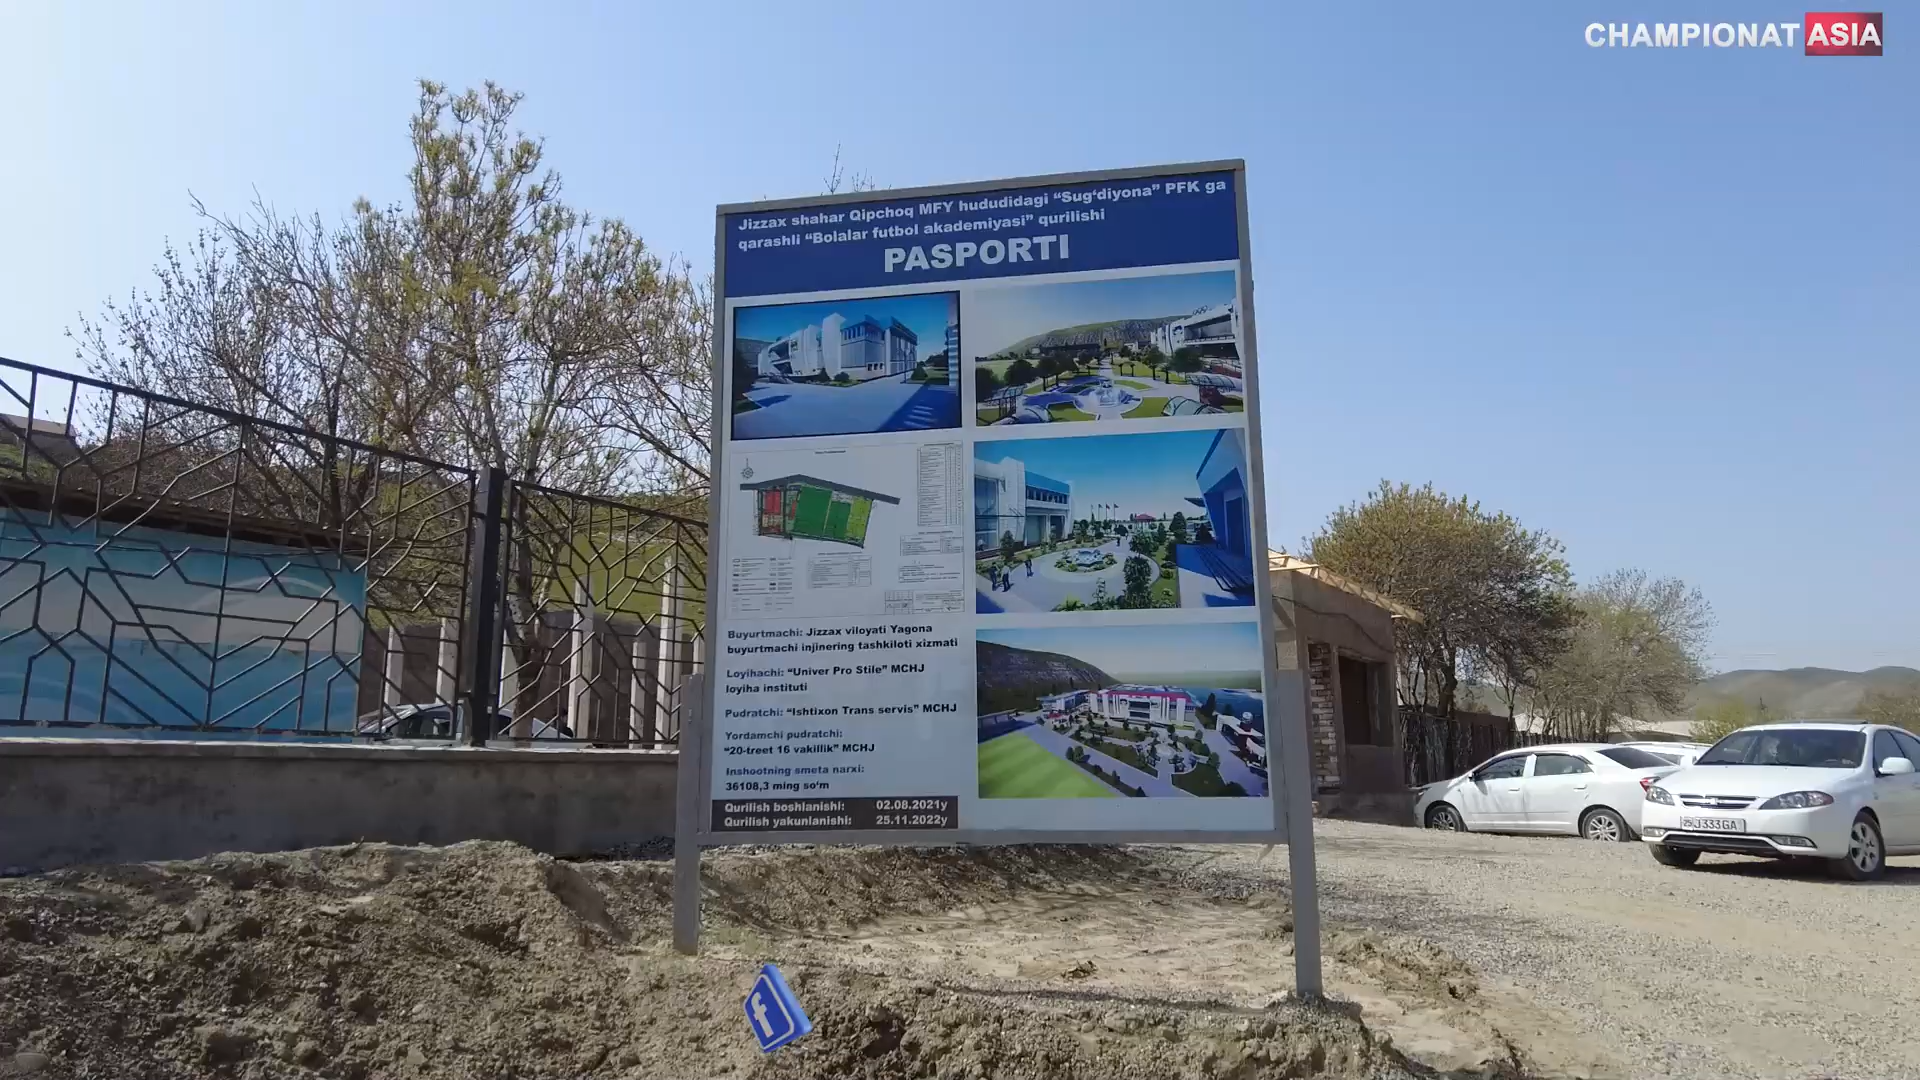 CHAMPIONAT ASIA
Jizzax shahar Qipchoq MFY hududidagi “Sug‘diyona” PFK ga
qarashli “Bolalar futbol akademiyasi” qurilishi
PASPORTI
Buyurtmachi: Jizzax viloyati Yagona
buyurtmachi injinering tashkiloti xizmati
Loyihachi: “Univer Pro Stile” MCHJ
loyiha instituti
Pudratchi: “Ishtixon Trans servis” MCHJ
Yordamchi pudratchi:
“20-treet 16 vakillik” MCHJ
Inshootning smeta narxi:
36108,3 ming so‘m
Qurilish boshlanishi: 02.08.2021y
Qurilish yakunlanishi: 25.11.2022y
25 J333GA
f